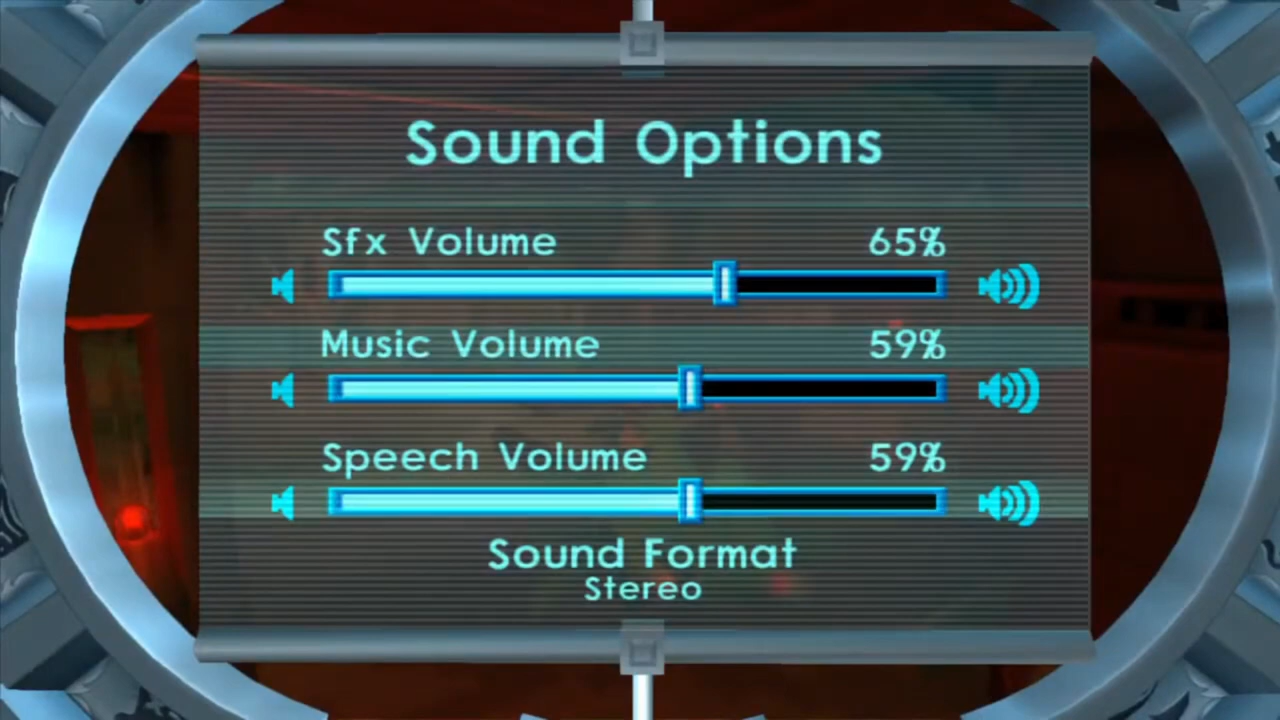 Sound Options
Sfx Volume 65%
Music Volume 59%
Speech Volume 59%
Sound Format
Stereo